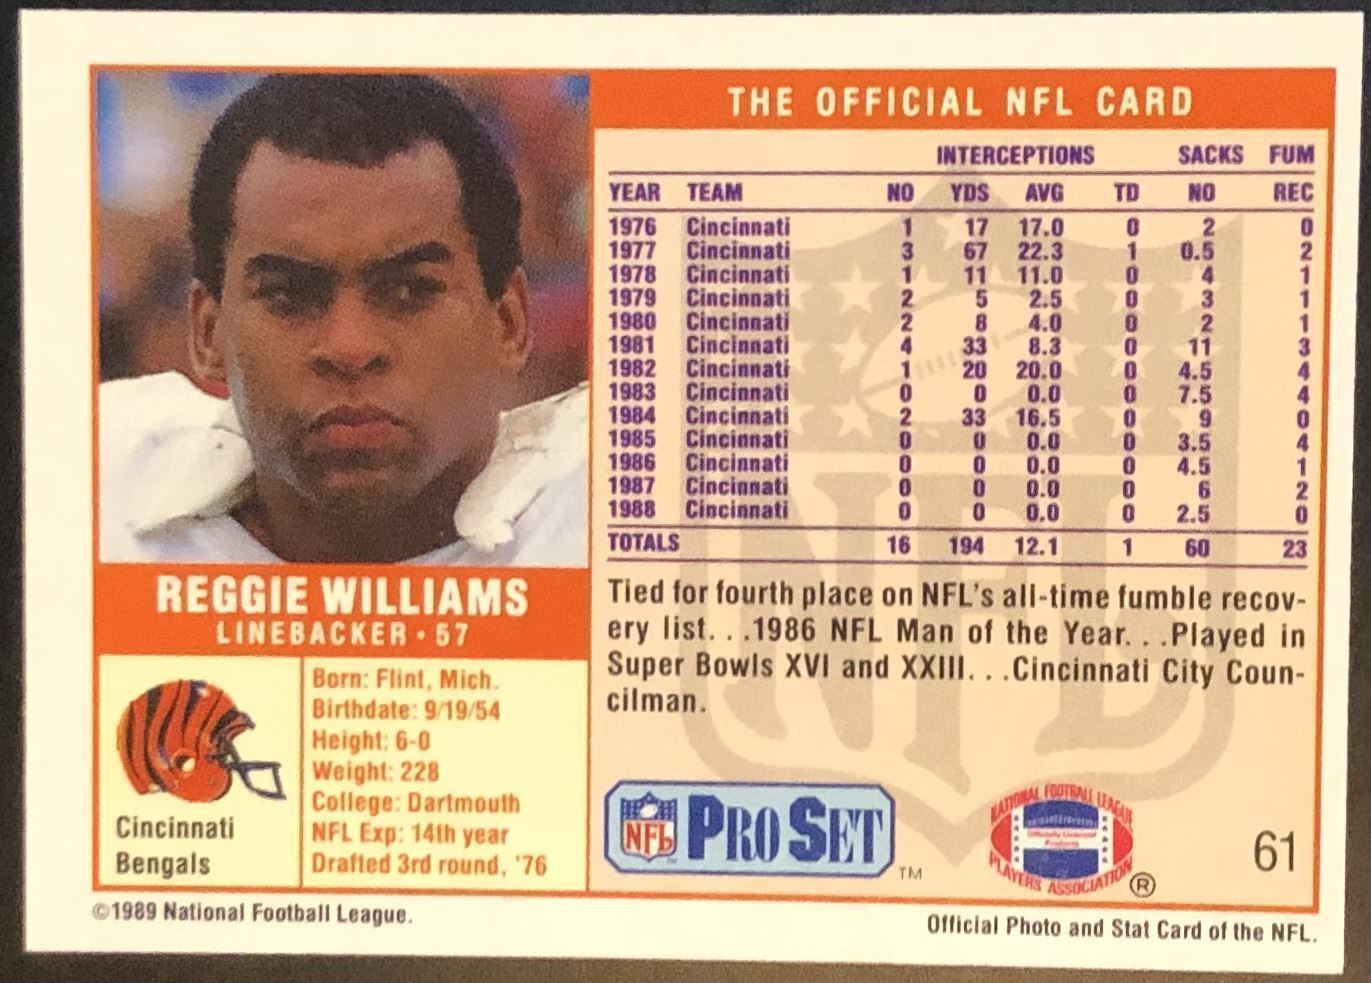 THE OFFICIAL NFL CARD
INTERCEPTIONS SACKS FUM
YEAR TEAM NO YDS AVG TD NO REC
1976 Cincinnati 1 17 17.0 0 2 0
1977 Cincinnati 3 67 22.3 1 0.5 2
1978 Cincinnati 1 11 11.0 0 4 1
1979 Cincinnati 2 5 2.5 0 3 1
1980 Cincinnati 2 8 4.0 0 2 1
1981 Cincinnati 4 33 8.3 0 11 3
1982 Cincinnati 1 20 20.0 0 4.5 4
1983 Cincinnati 0 0 0.0 0 7.5 4
1984 Cincinnati 2 33 16.5 0 9 0
1985 Cincinnati 0 0 0.0 0 3.5 4
1986 Cincinnati 0 0 0.0 0 4.5 1
1987 Cincinnati 0 0 0.0 0 6 2
1988 Cincinnati 0 0 0.0 0 2.5 0
TOTALS 16 194 12.1 1 60 23
Tied for fourth place on NFL's all-time fumble recov-
ery list. . .1986 NFL Man of the Year. . .Played in
Super Bowls XVI and XXIII. . .Cincinnati City Coun-
cilman.
REGGIE WILLIAMS
LINEBACKER • 57
Cincinnati
Bengals
Born: Flint, Mich.
Birthdate: 9/19/54
Height: 6-0
Weight: 228
College: Dartmouth
NFL Exp: 14th year
Drafted 3rd round, '76
NFL
NFL PRO SET TM
NATIONAL FOOTBALL LEAGUE
Officially Licensed
Products
PLAYERS ASSOCIATION ®
61
©1989 National Football League.
Official Photo and Stat Card of the NFL.